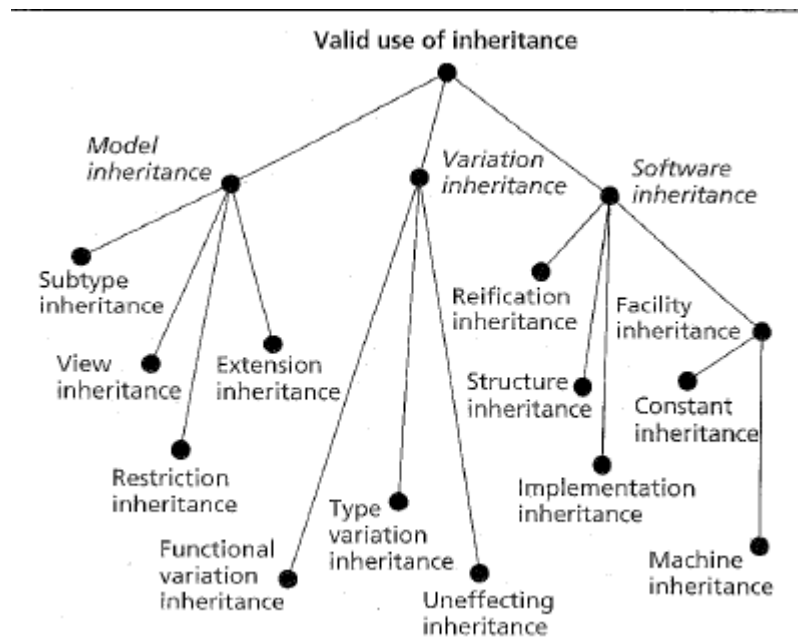 Valid use of inheritance
Model
inheritance
Variation
inheritance
Software
inheritance
Subtype
inheritance
View
inheritance
Extension
inheritance
Restriction
inheritance
Functional
variation
inheritance
Type
variation
inheritance
Uneffecting
inheritance
Reification
inheritance
Structure
inheritance
Implementation
inheritance
Facility
inheritance
Constant
inheritance
Machine
inheritance